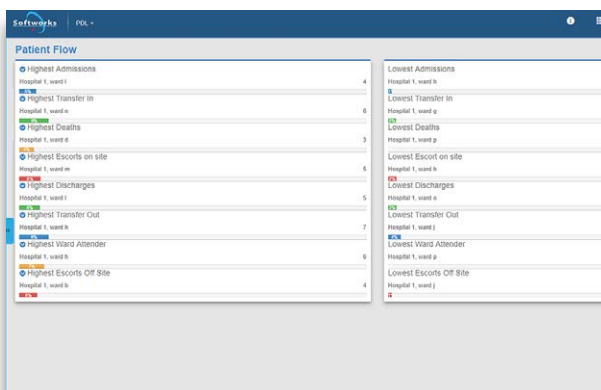 Softworks
PDL
Patient Flow
Highest Admissions
Hospital 1, ward l 4
Highest Transfer In
Hospital 1, ward n 6
Highest Deaths
Hospital 1, ward d 3
Highest Escorts on site
Hospital 1, ward m
Highest Discharges
Hospital 1, ward l 5
Highest Transfer Out
Hospital 1, ward h 7
Highest Ward Attender
Hospital 1, ward h 6
Highest Escorts Off Site
Hospital 1, ward b 4
Lowest Admissions
Hospital 1, ward h
Lowest Transfer In
Hospital 1, ward g
Lowest Deaths
Hospital 1, ward p
Lowest Escort on site
Hospital 1, ward h
Lowest Discharges
Hospital 1, ward o
Lowest Transfer Out
Hospital 1, ward j
Lowest Ward Attender
Hospital 1, ward p
Lowest Escorts Off Site
Hospital 1, ward j